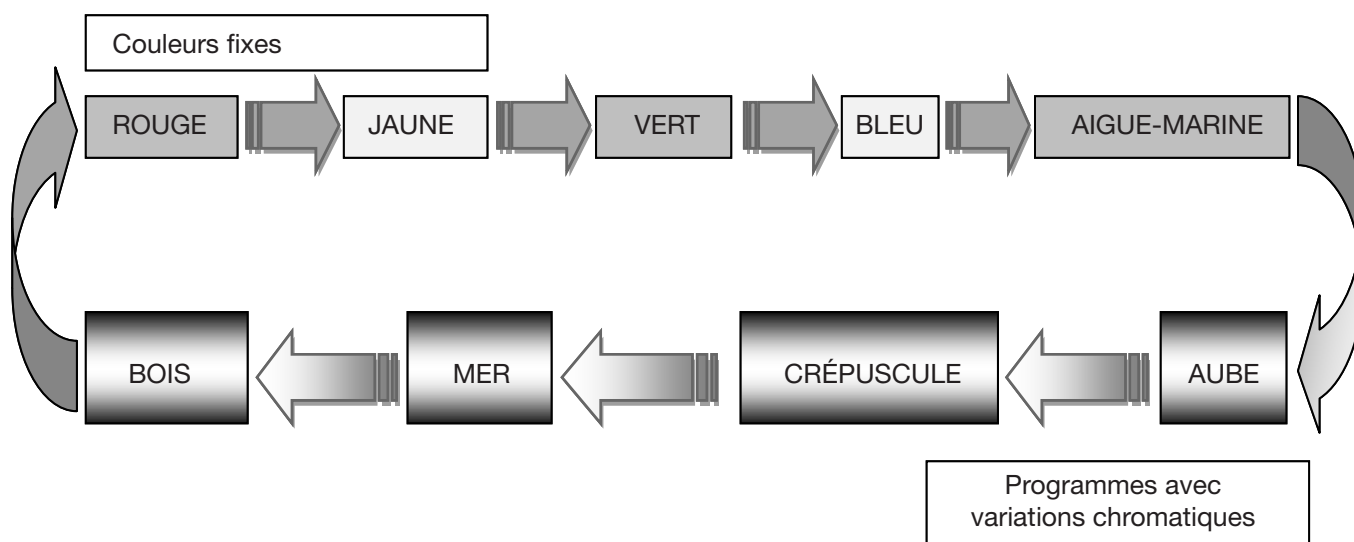 Couleurs fixes
ROUGE
JAUNE
VERT
BLEU
AIGUE-MARINE
BOIS
MER
CRÉPUSCULE
AUBE
Programmes avec
variations chromatiques